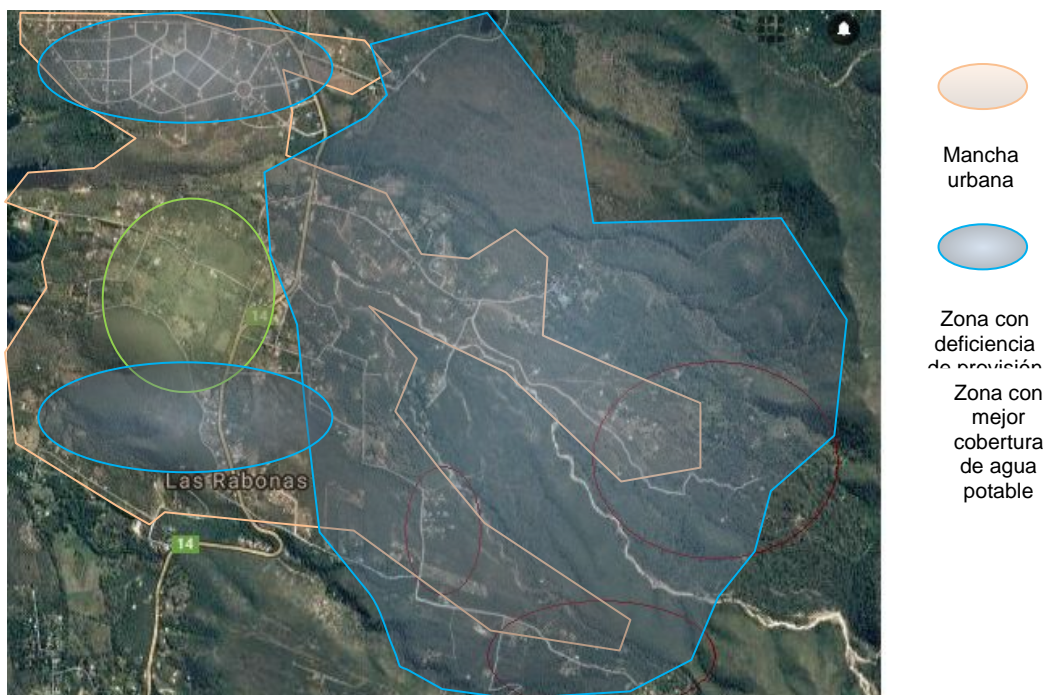 14
Las Rabonas
14
Mancha
urbana
Zona con
deficiencia
de provisión
Zona con
mejor
cobertura
de agua
potable